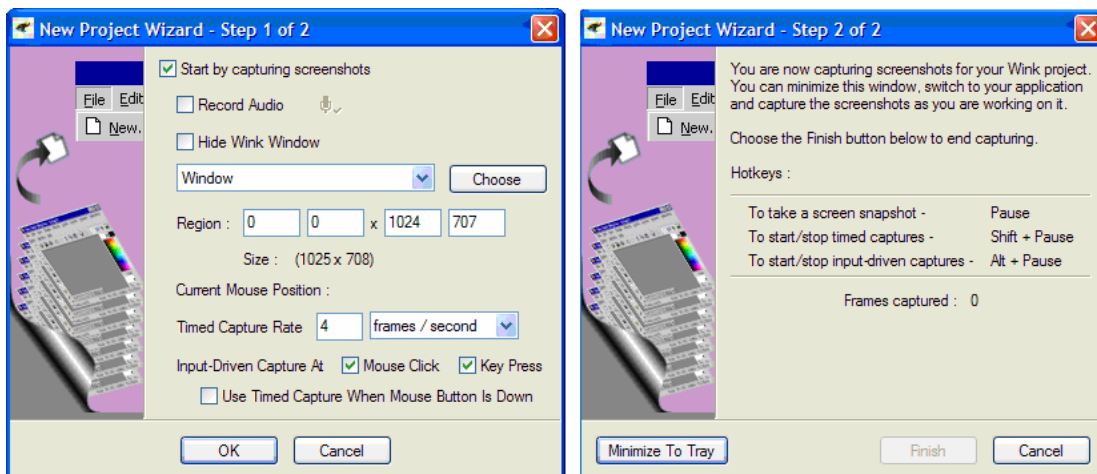 New Project Wizard - Step 1 of 2
File Edit
New.
Start by capturing screenshots
Record Audio
Hide Wink Window
Window Choose
Region : 0 0 x 1024 707
Size : (1025 x 708)
Current Mouse Position :
Timed Capture Rate 4 frames / second
Input-Driven Capture At Mouse Click Key Press
Use Timed Capture When Mouse Button Is Down
OK Cancel
New Project Wizard - Step 2 of 2
File Edit
New.
You are now capturing screenshots for your Wink project.
You can minimize this window, switch to your application
and capture the screenshots as you are working on it.
Choose the Finish button below to end capturing.
Hotkeys :
To take a screen snapshot - Pause
To start/stop timed captures - Shift + Pause
To start/stop input-driven captures - Alt + Pause
Frames captured : 0
Minimize To Tray Finish Cancel